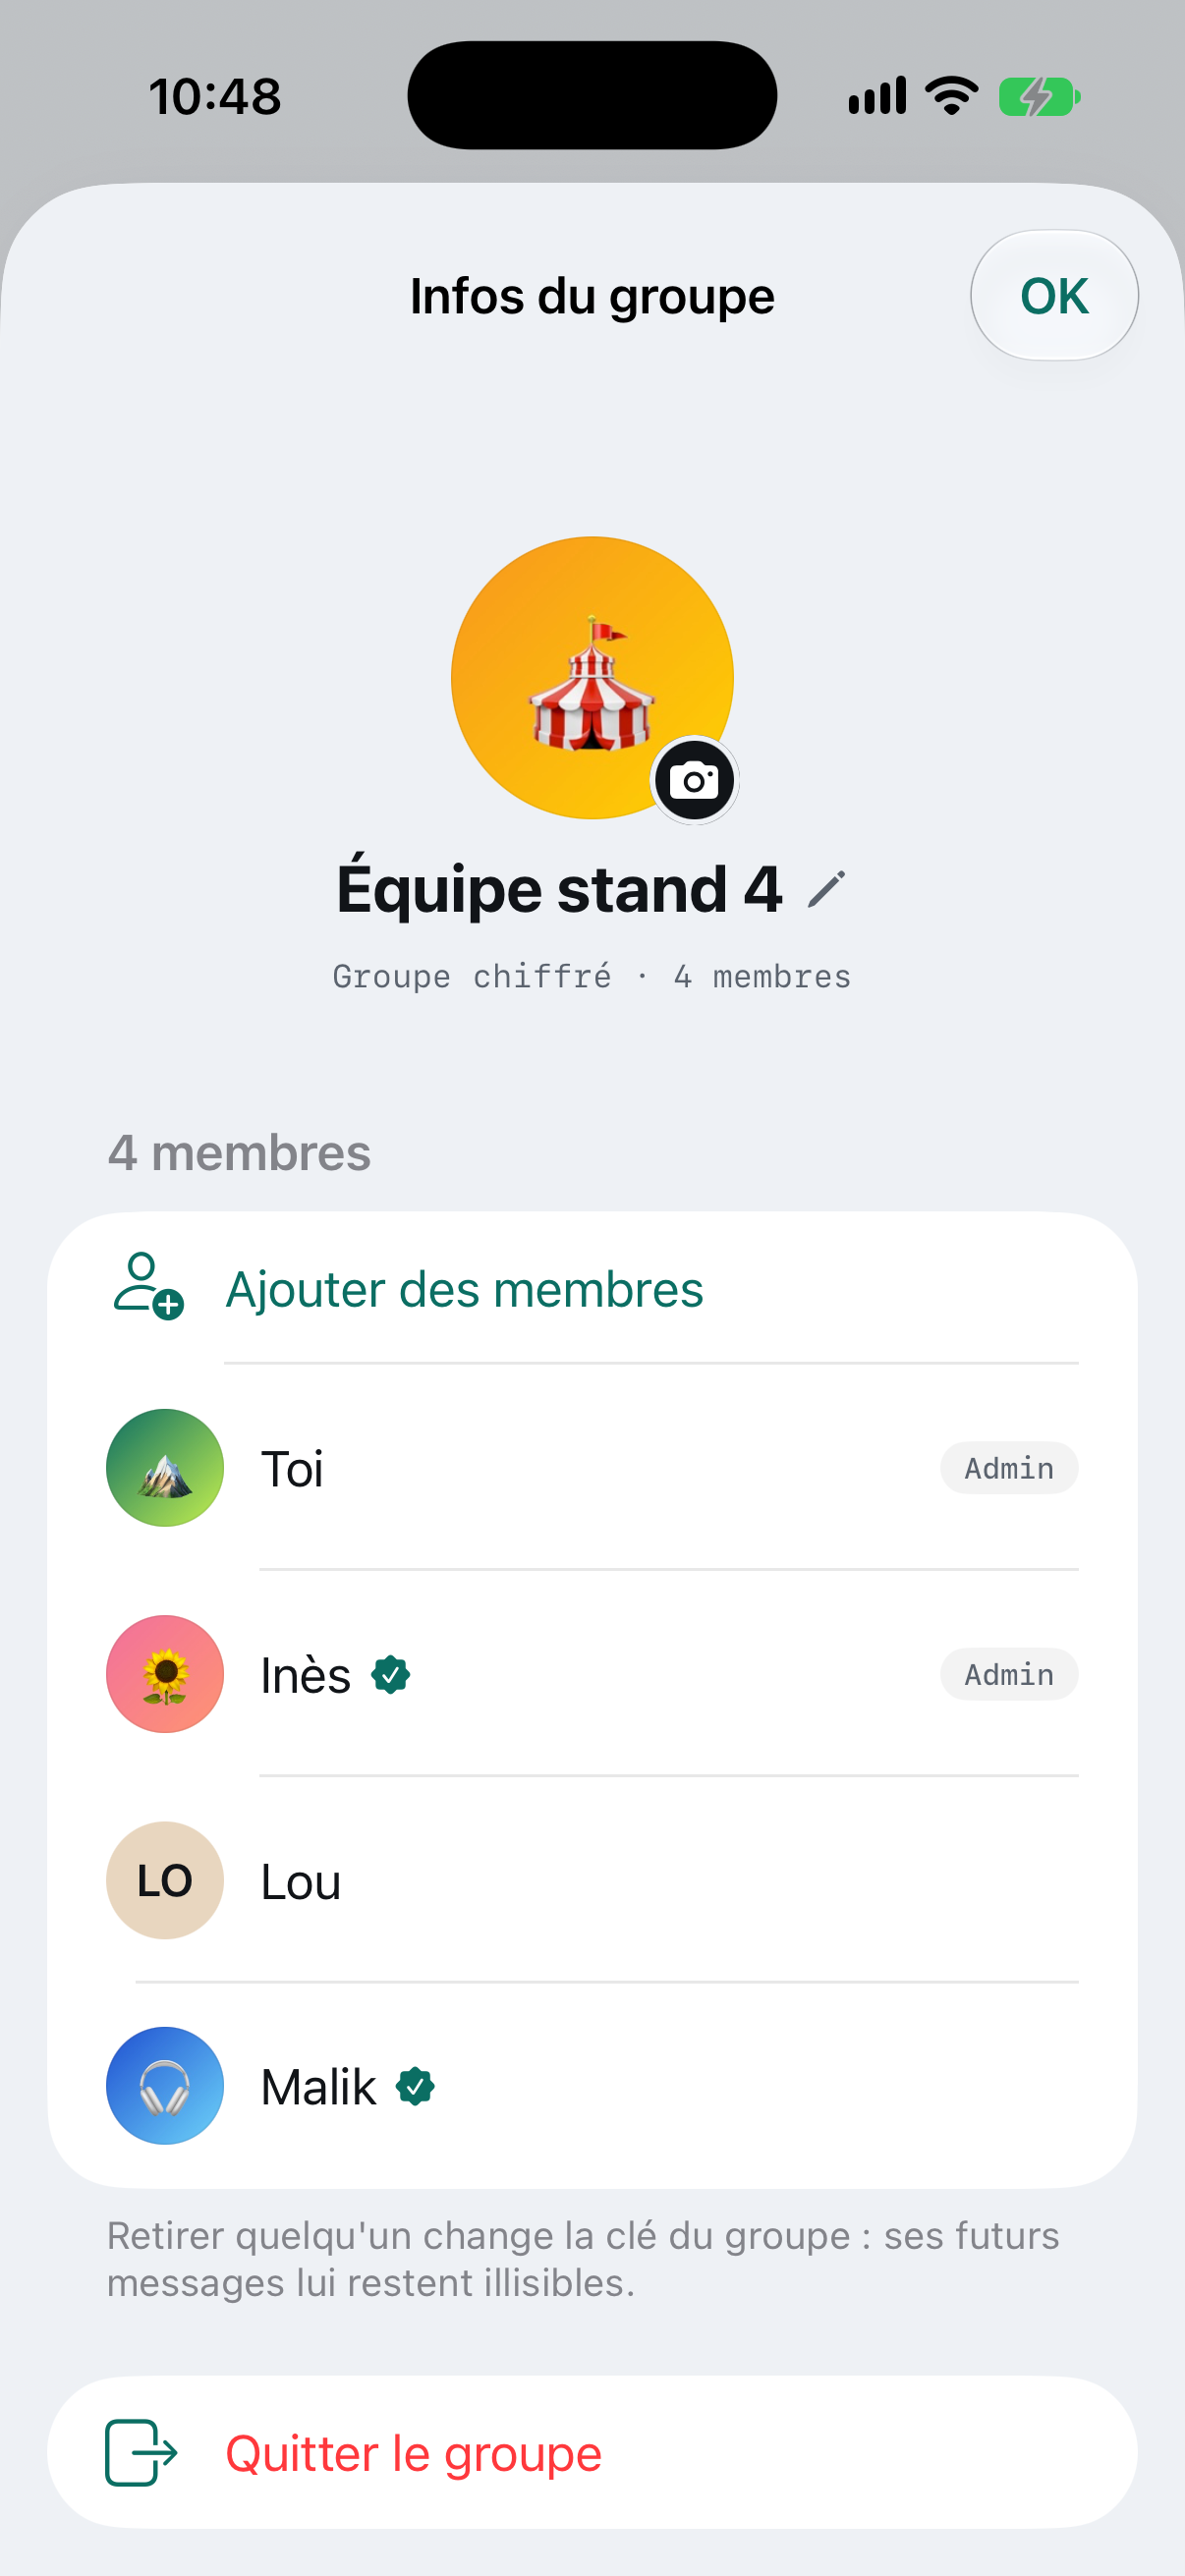 10:48
Infos du groupe
OK
Équipe stand 4
Groupe chiffré · 4 membres
4 membres
Ajouter des membres
Toi
Admin
Inès
Admin
LO
Lou
Malik
Retirer quelqu'un change la clé du groupe : ses futurs
messages lui restent illisibles.
Quitter le groupe